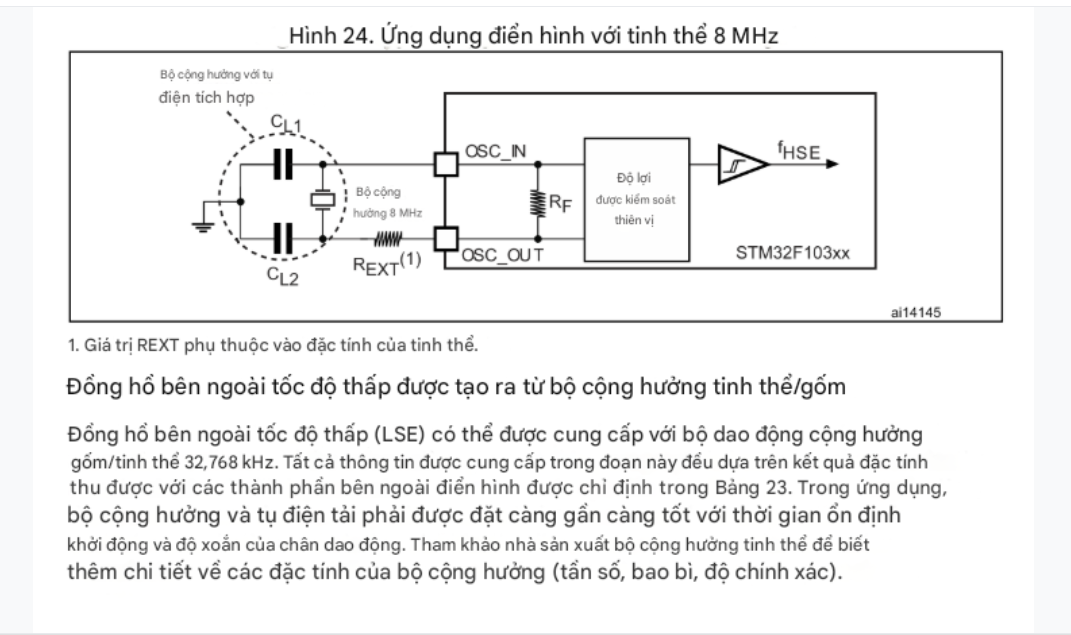 Hình 24. Ứng dụng điển hình với tinh thể 8 MHz
Bộ cộng hưởng với tụ
điện tích hợp
CL1
OSC_IN
fHSE
Độ lợi
được kiểm soát
thiên vị
Bộ cộng
hưởng 8 MHz
RF
REXT(1)
OSC_OUT
STM32F103xx
CL2
ai14145
1. Giá trị REXT phụ thuộc vào đặc tính của tinh thể.
Đồng hồ bên ngoài tốc độ thấp được tạo ra từ bộ cộng hưởng tinh thể/gốm
Đồng hồ bên ngoài tốc độ thấp (LSE) có thể được cung cấp với bộ dao động cộng hưởng
gốm/tinh thể 32,768 kHz. Tất cả thông tin được cung cấp trong đoạn này đều dựa trên kết quả đặc tính
thu được với các thành phần bên ngoài điển hình được chỉ định trong Bảng 23. Trong ứng dụng,
bộ cộng hưởng và tụ điện tải phải được đặt càng gần càng tốt với thời gian ổn định
khởi động và độ xoắn của chân dao động. Tham khảo nhà sản xuất bộ cộng hưởng tinh thể để biết
thêm chi tiết về các đặc tính của bộ cộng hưởng (tần số, bao bì, độ chính xác).